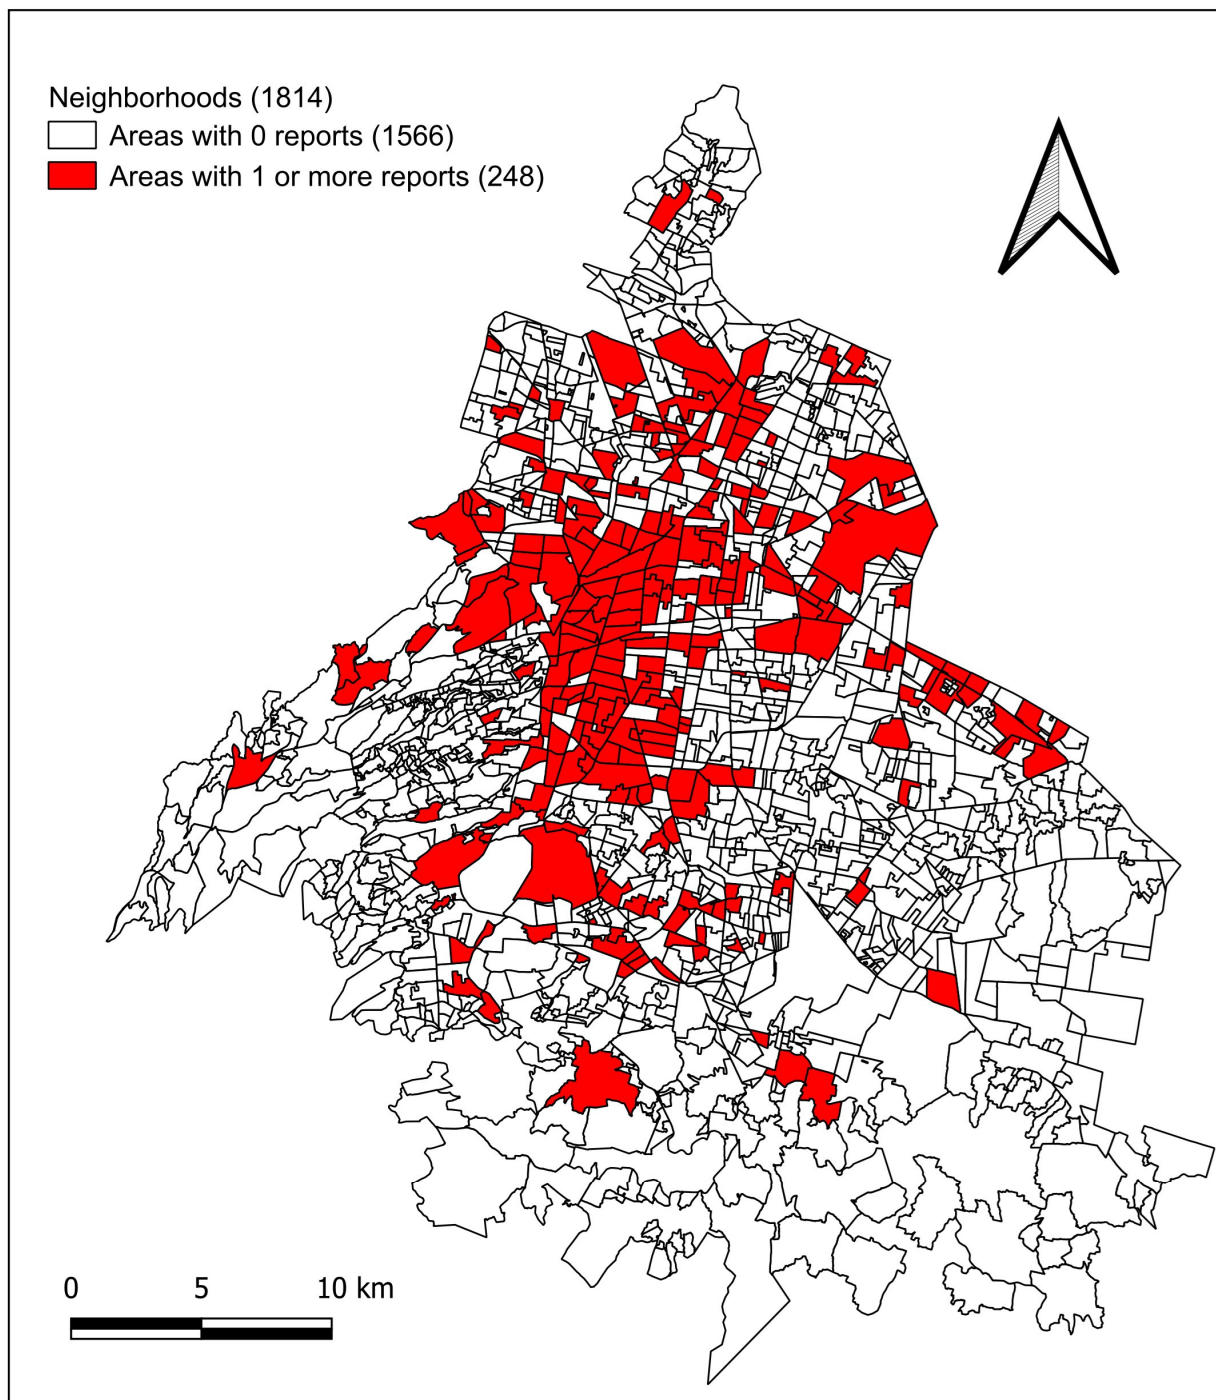 Neighborhoods (1814)
Areas with 0 reports (1566)
Areas with 1 or more reports (248)
0 5 10 km